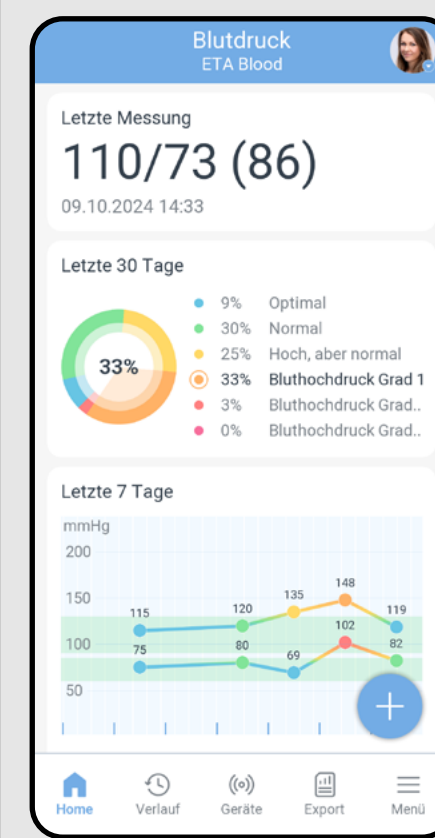 Blutdruck
ETA Blood
Letzte Messung
110/73 (86)
09.10.2024 14:33
Letzte 30 Tage
33%
9% Optimal
30% Normal
25% Hoch, aber normal
33% Bluthochdruck Grad 1
3% Bluthochdruck Grad..
0% Bluthochdruck Grad..
Letzte 7 Tage
mmHg
200
150
100
50
115 120 135 148 119
75 80 69 102 82
Home Verlauf Geräte Export Menü